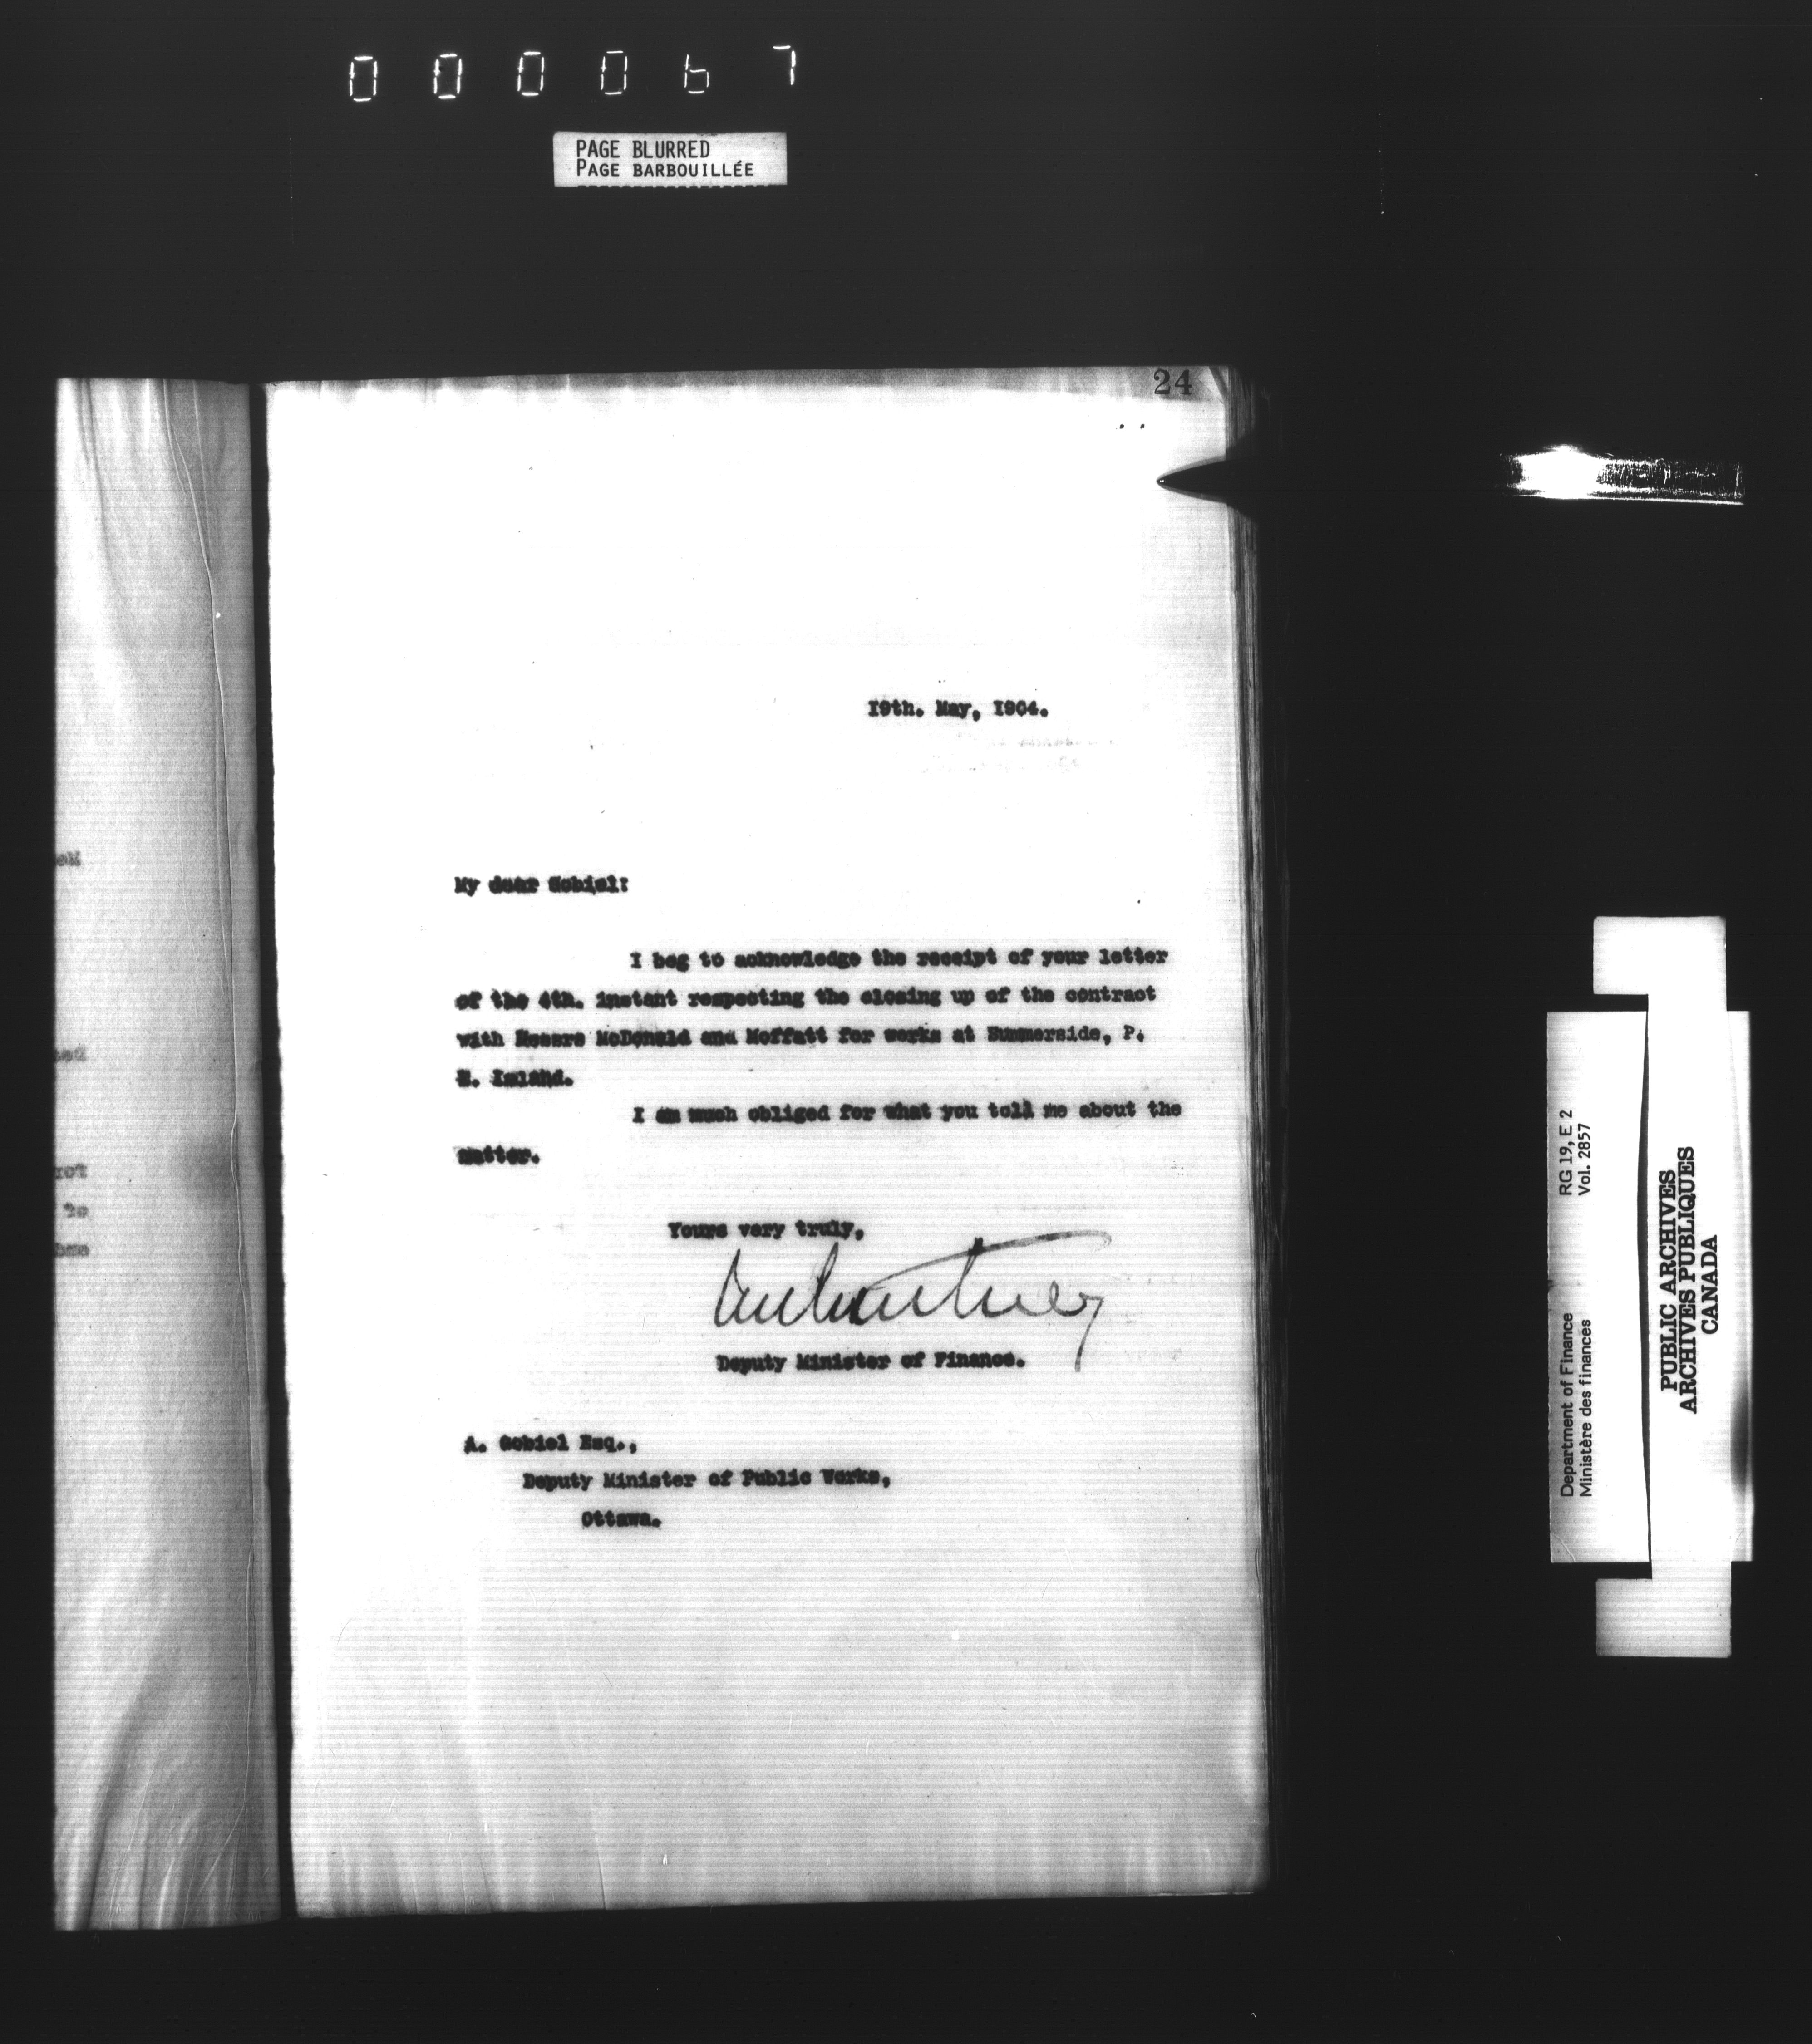 000067
PAGE BLURRED
PAGE BARBOUILLÉE
24
19th. May, 1904.
My dear Gobiel:
I beg to acknowledge the receipt of your letter
of the 4th. instant respecting the closing up of the contract
with Messrs McDonald and Moffatt for works at Summerside, P.
E. Island.
I am much obliged for what you tell me about the
matter.
Yours very truly,
Deputy Minister of Finance.
A. Gobiel Esq.,
Deputy Minister of Public Works,
Ottawa.
Department of Finance RG 19, E 2
Ministère des finances Vol. 2857
PUBLIC ARCHIVES
ARCHIVES PUBLIQUES
CANADA